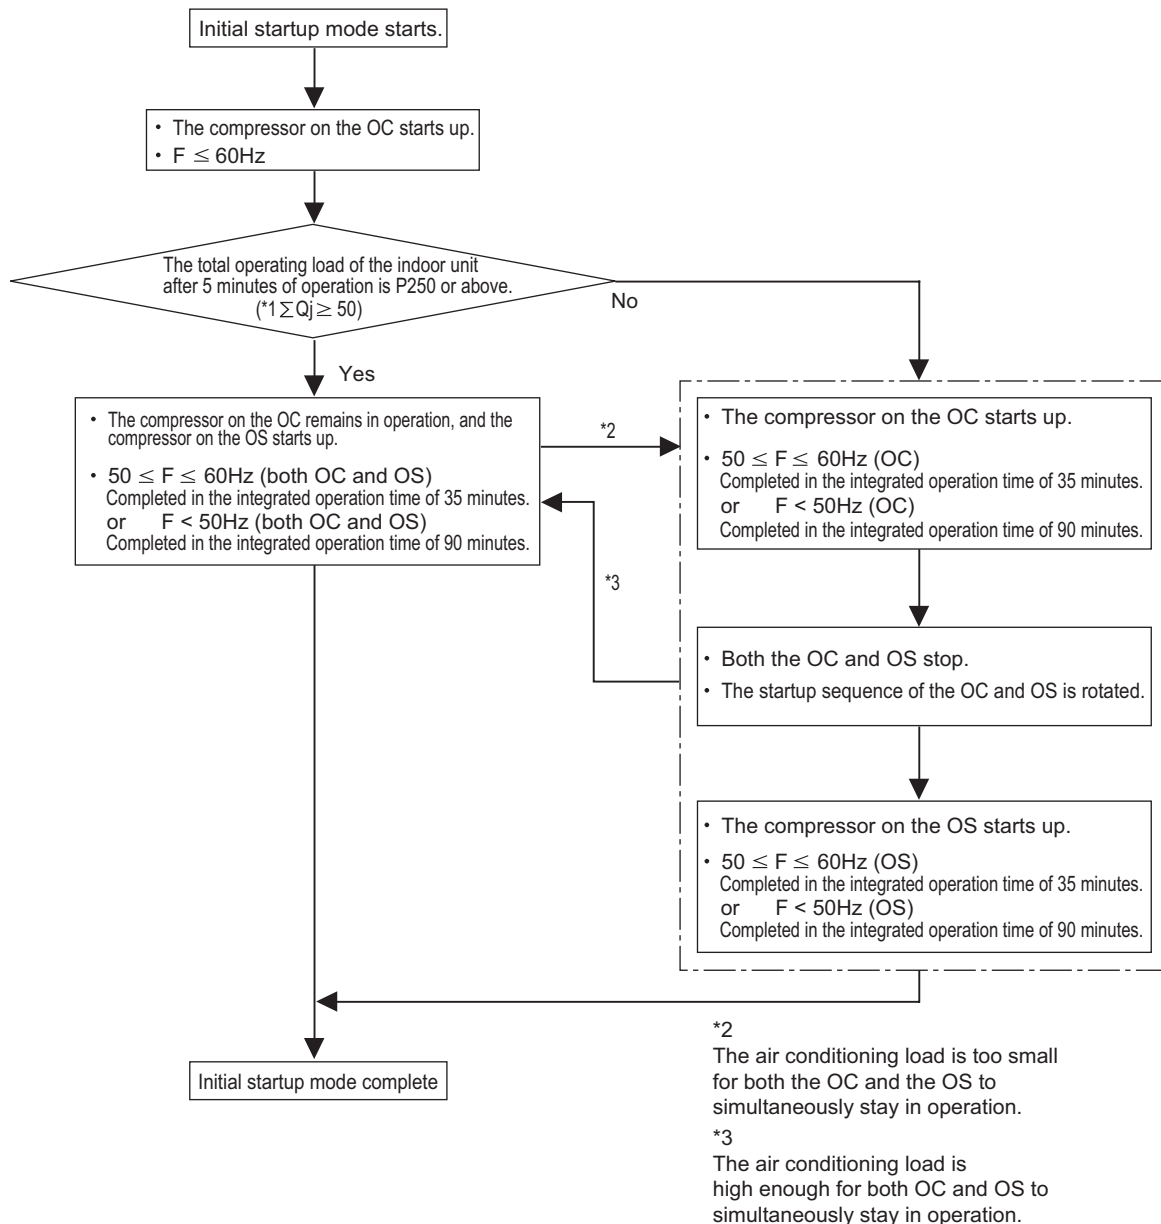 Initial startup mode starts.
• The compressor on the OC starts up.
• F ≦ 60Hz
The total operating load of the indoor unit
after 5 minutes of operation is P250 or above.
(*1 ∑Qj ≧ 50)
No
Yes
• The compressor on the OC remains in operation, and the
compressor on the OS starts up.
• 50 ≦ F ≦ 60Hz (both OC and OS)
Completed in the integrated operation time of 35 minutes.
or F < 50Hz (both OC and OS)
Completed in the integrated operation time of 90 minutes.
*2
*3
• The compressor on the OC starts up.
• 50 ≦ F ≦ 60Hz (OC)
Completed in the integrated operation time of 35 minutes.
or F < 50Hz (OC)
Completed in the integrated operation time of 90 minutes.
• Both the OC and OS stop.
• The startup sequence of the OC and OS is rotated.
• The compressor on the OS starts up.
• 50 ≦ F ≦ 60Hz (OS)
Completed in the integrated operation time of 35 minutes.
or F < 50Hz (OS)
Completed in the integrated operation time of 90 minutes.
Initial startup mode complete
*2
The air conditioning load is too small
for both the OC and the OS to
simultaneously stay in operation.
*3
The air conditioning load is
high enough for both OC and OS to
simultaneously stay in operation.